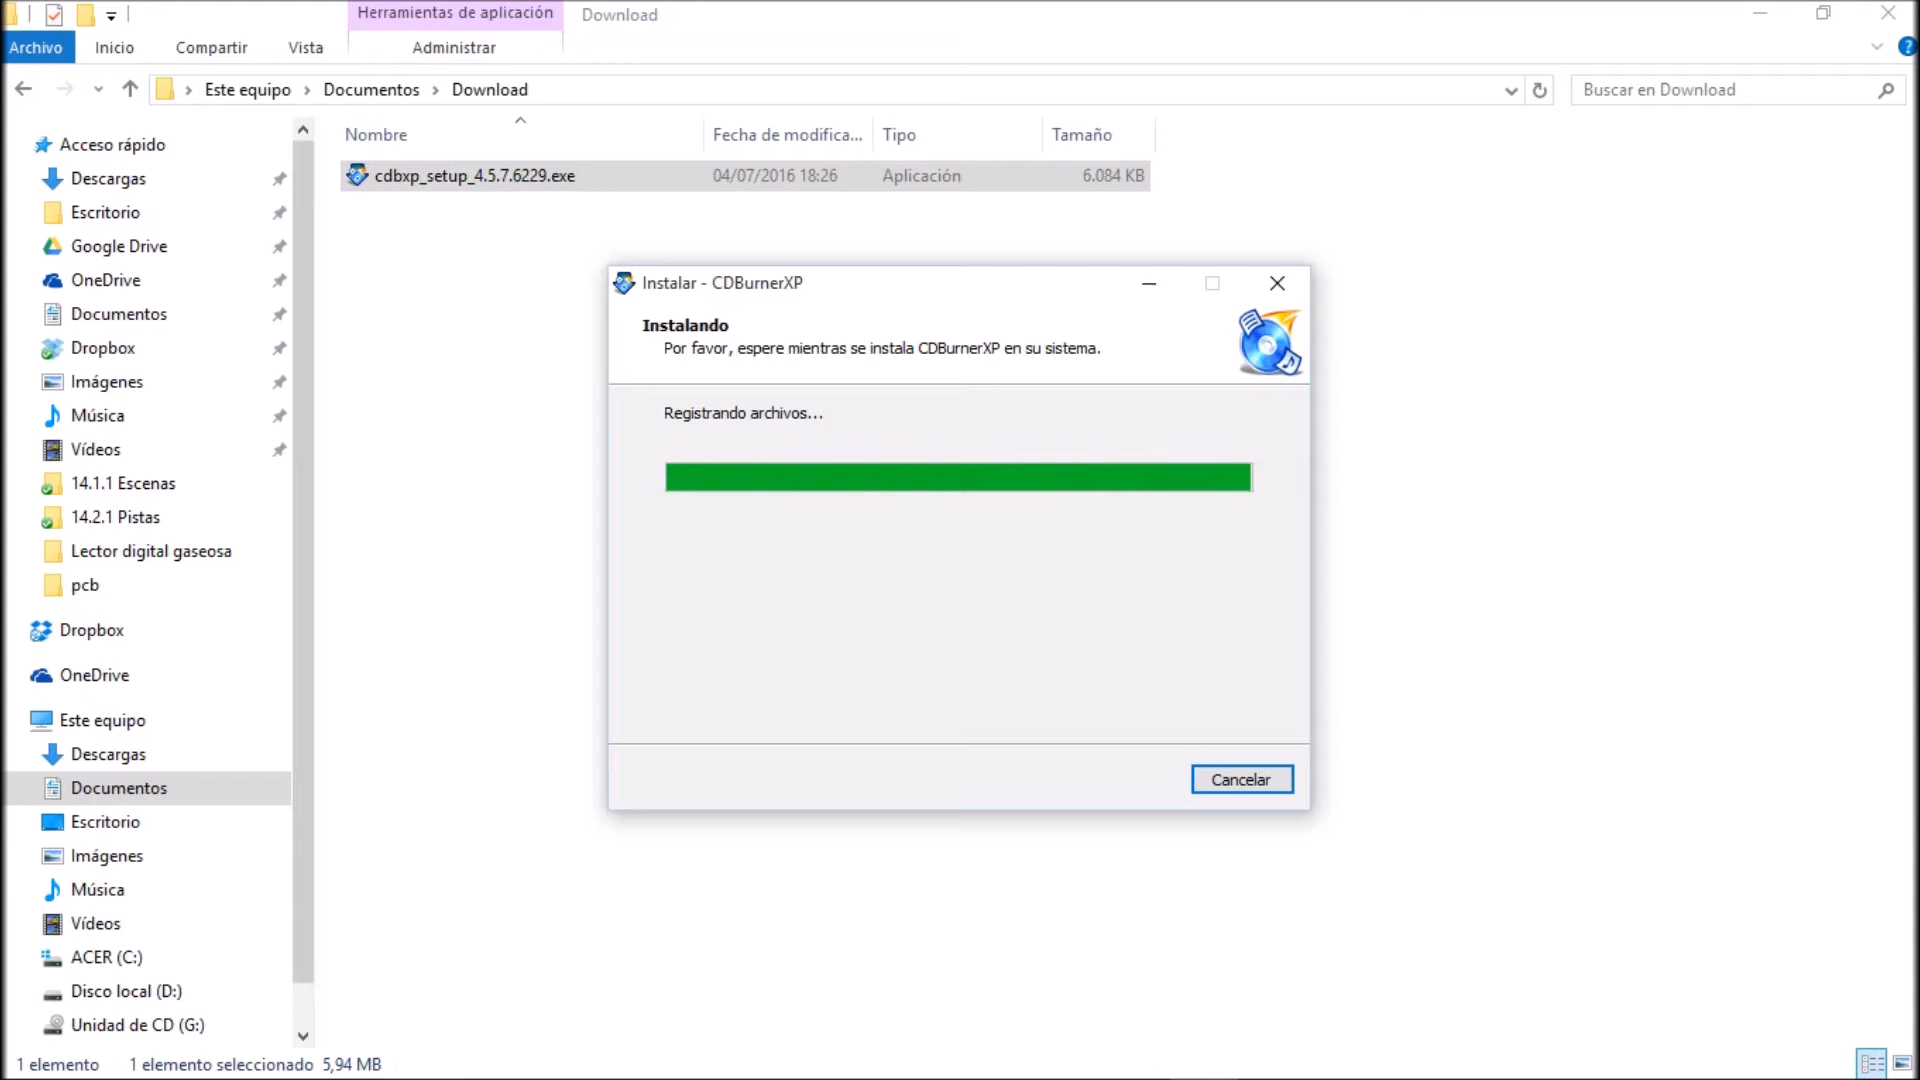 Herramientas de aplicación
Download
Archivo
Inicio
Compartir
Vista
Administrar
Este equipo
Documentos
Download
Buscar en Download
Nombre
Fecha de modifica...
Tipo
Tamaño
cdbxp_setup_4.5.7.6229.exe
04/07/2016 18:26
Aplicación
6.084 KB
Acceso rápido
Descargas
Escritorio
Google Drive
OneDrive
Documentos
Dropbox
Imágenes
Música
Vídeos
14.1.1 Escenas
14.2.1 Pistas
Lector digital gaseosa
pcb
Dropbox
OneDrive
Este equipo
Descargas
Documentos
Escritorio
Imágenes
Música
Vídeos
ACER (C:)
Disco local (D:)
Unidad de CD (G:)
Instalar - CDBurnerXP
Instalando
Por favor, espere mientras se instala CDBurnerXP en su sistema.
Registrando archivos...
Cancelar
1 elemento
1 elemento seleccionado 5,94 MB